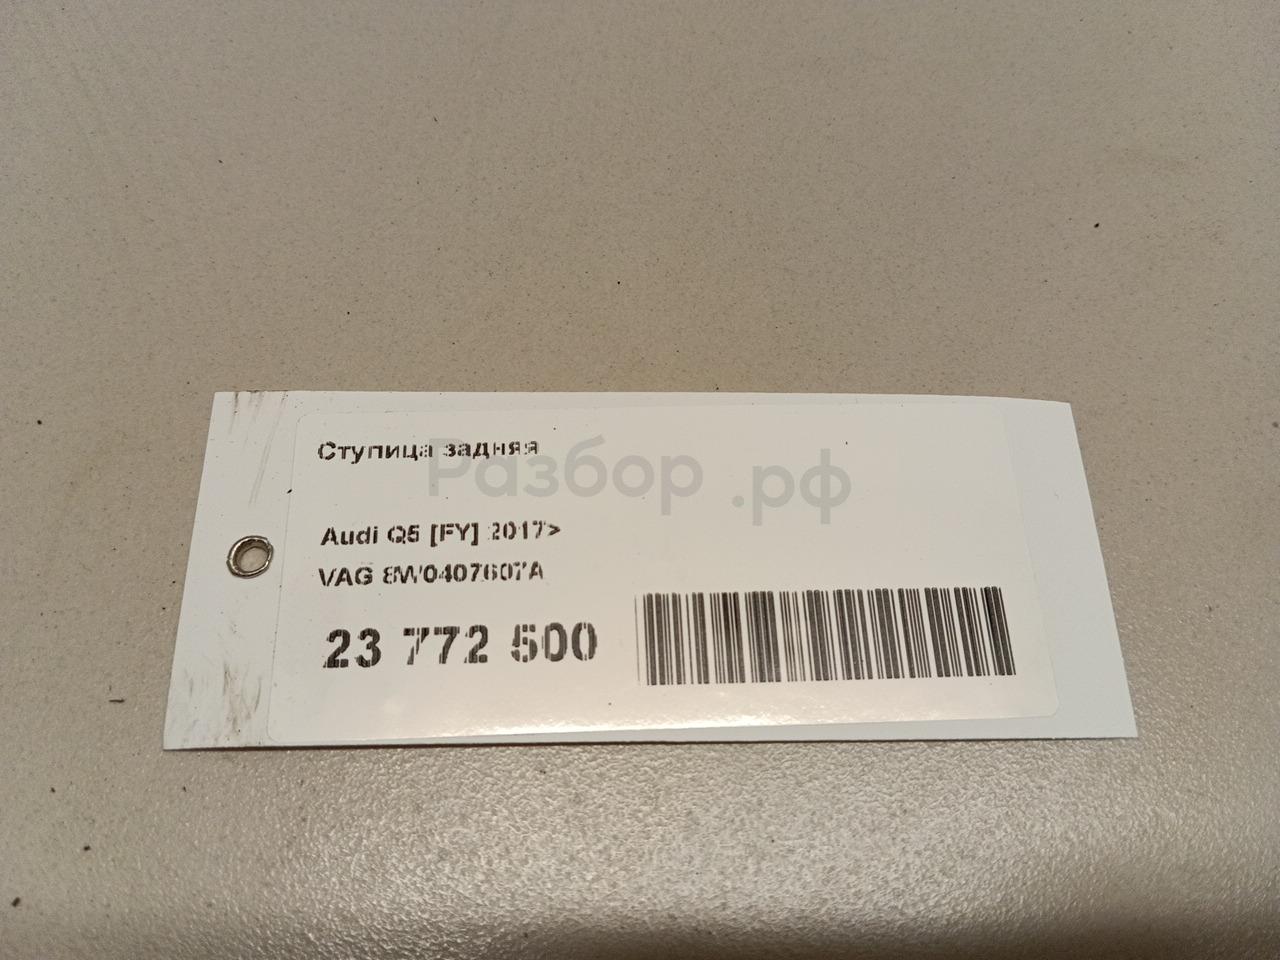 Ступица задняя
Разбор.рф
Audi Q5 [FY] 2017>
VAG 8W0407607A
23 772 500